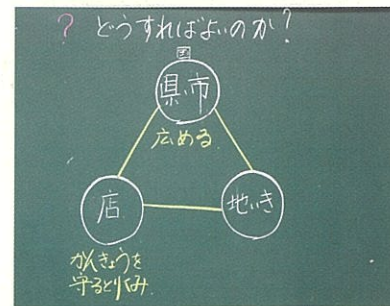 ? どうすればよいのか?
国
県・市
広める
店
地いき
かんきょうを
守るとりくみ